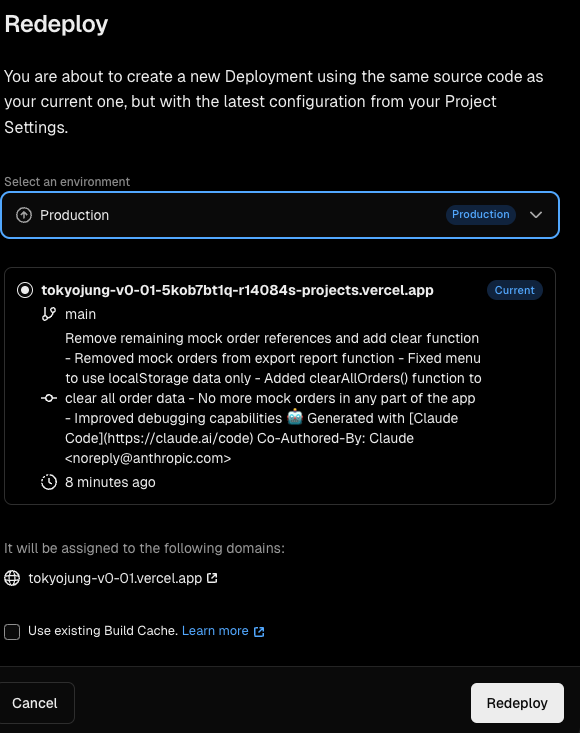 Redeploy
You are about to create a new Deployment using the same source code as
your current one, but with the latest configuration from your Project
Settings.
Select an environment
Production
Production
tokyojung-v0-01-5kob7bt1q-r14084s-projects.vercel.app
Current
main
Remove remaining mock order references and add clear function
- Removed mock orders from export report function - Fixed menu
to use localStorage data only - Added clearAllOrders() function to
clear all order data - No more mock orders in any part of the app
- Improved debugging capabilities 🤖 Generated with [Claude
Code](https://claude.ai/code) Co-Authored-By: Claude
<noreply@anthropic.com>
8 minutes ago
It will be assigned to the following domains:
tokyojung-v0-01.vercel.app
Use existing Build Cache. Learn more
Cancel
Redeploy